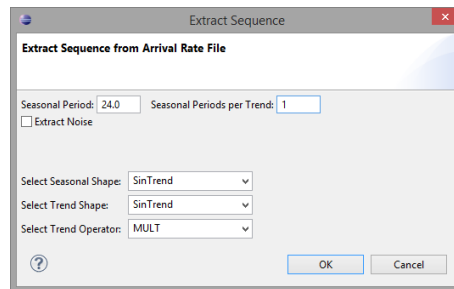 Extract Sequence
Extract Sequence from Arrival Rate File
Seasonal Period: 24.0 Seasonal Periods per Trend: 1
Extract Noise
Select Seasonal Shape: SinTrend
Select Trend Shape: SinTrend
Select Trend Operator: MULT
OK Cancel